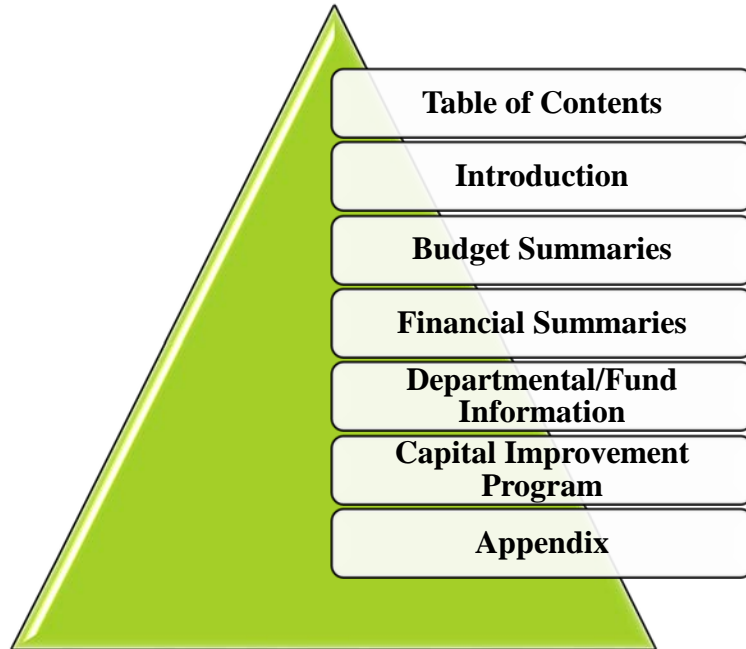 Table of Contents
Introduction
Budget Summaries
Financial Summaries
Departmental/Fund
Information
Capital Improvement
Program
Appendix